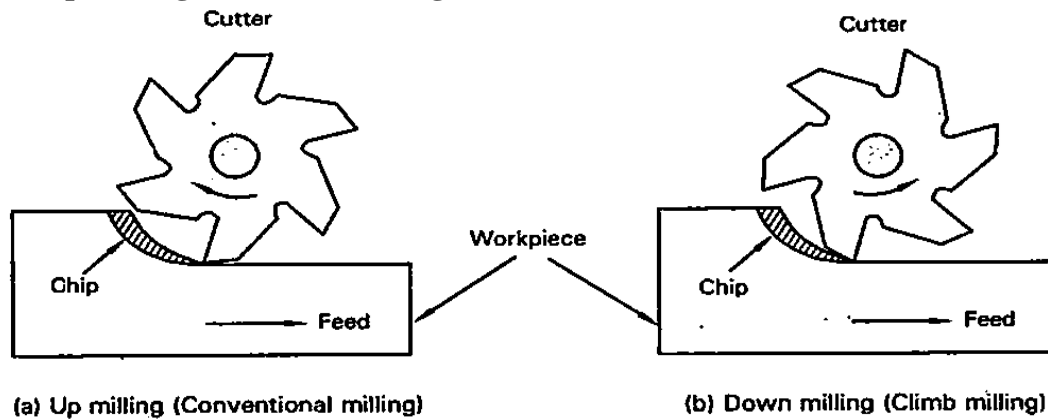 Cutter
Cutter
Workpiece
Chip
Feed
Chip
Feed
(a) Up milling (Conventional milling)
(b) Down milling (Climb milling)